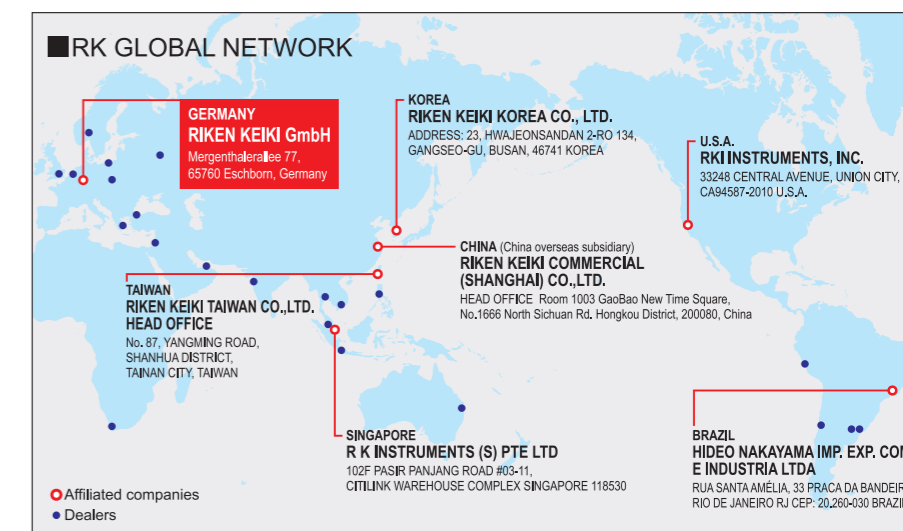 ■RK GLOBAL NETWORK
GERMANY
RIKEN KEIKI GmbH
Mergenthalerallee 77,
65760 Eschborn, Germany
KOREA
RIKEN KEIKI KOREA CO., LTD.
ADDRESS: 23, HWAJEONSANDAN 2-RO 134,
GANGSEO-GU, BUSAN, 46741 KOREA
U.S.A.
RKI INSTRUMENTS, INC.
33248 CENTRAL AVENUE, UNION CITY,
CA94587-2010 U.S.A.
CHINA (China overseas subsidiary)
RIKEN KEIKI COMMERCIAL
(SHANGHAI) CO.,LTD.
HEAD OFFICE Room 1003 GaoBao New Time Square,
No.1666 North Sichuan Rd. Hongkou District, 200080, China
TAIWAN
RIKEN KEIKI TAIWAN CO.,LTD.
HEAD OFFICE
No. 87, YANGMING ROAD,
SHANHUA DISTRICT,
TAINAN CITY, TAIWAN
SINGAPORE
R K INSTRUMENTS (S) PTE LTD
102F PASIR PANJANG ROAD #03-11,
CITILINK WAREHOUSE COMPLEX SINGAPORE 118530
BRAZIL
HIDEO NAKAYAMA IMP. EXP. CO
E INDUSTRIA LTDA
RUA SANTA AMÉLIA, 33 PRACA DA BANDEIR
RIO DE JANEIRO RJ CEP: 20,260-030 BRAZI
Affiliated companies
Dealers